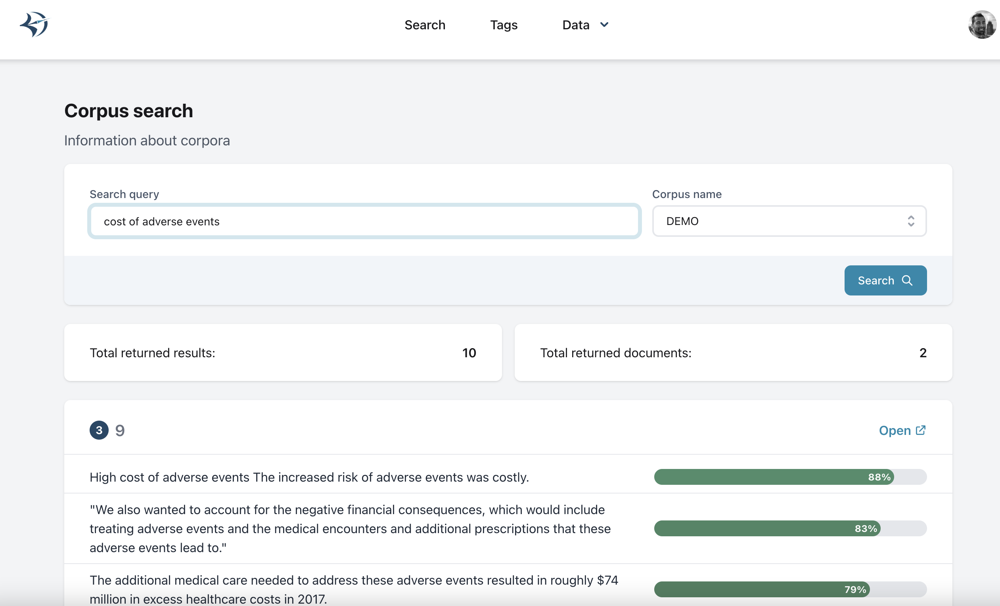 Search Tags Data
Corpus search
Information about corpora
Search query Corpus name
cost of adverse events DEMO
Search
Total returned results: 10 Total returned documents: 2
3 9 Open
High cost of adverse events The increased risk of adverse events was costly. 88%
"We also wanted to account for the negative financial consequences, which would include
treating adverse events and the medical encounters and additional prescriptions that these 83%
adverse events lead to."
The additional medical care needed to address these adverse events resulted in roughly $74
79%
million in excess healthcare costs in 2017.